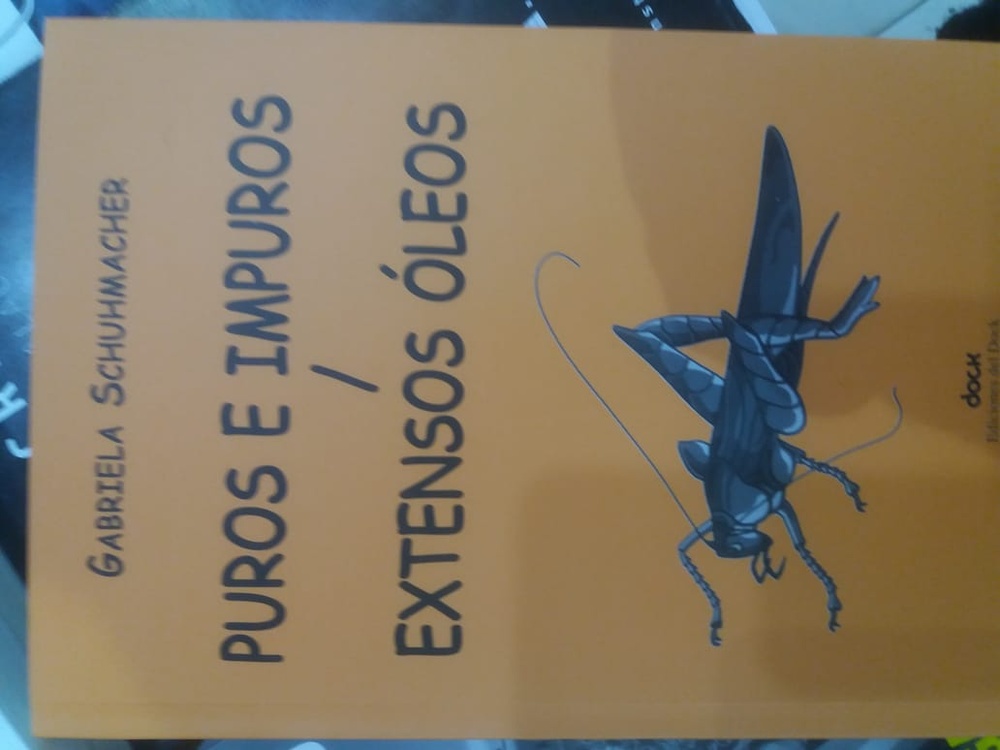 GABRIELA SCHUHMACHER
PUROS E IMPUROS
/
EXTENSOS ÓLEOS
dock
Ediciones del Dock